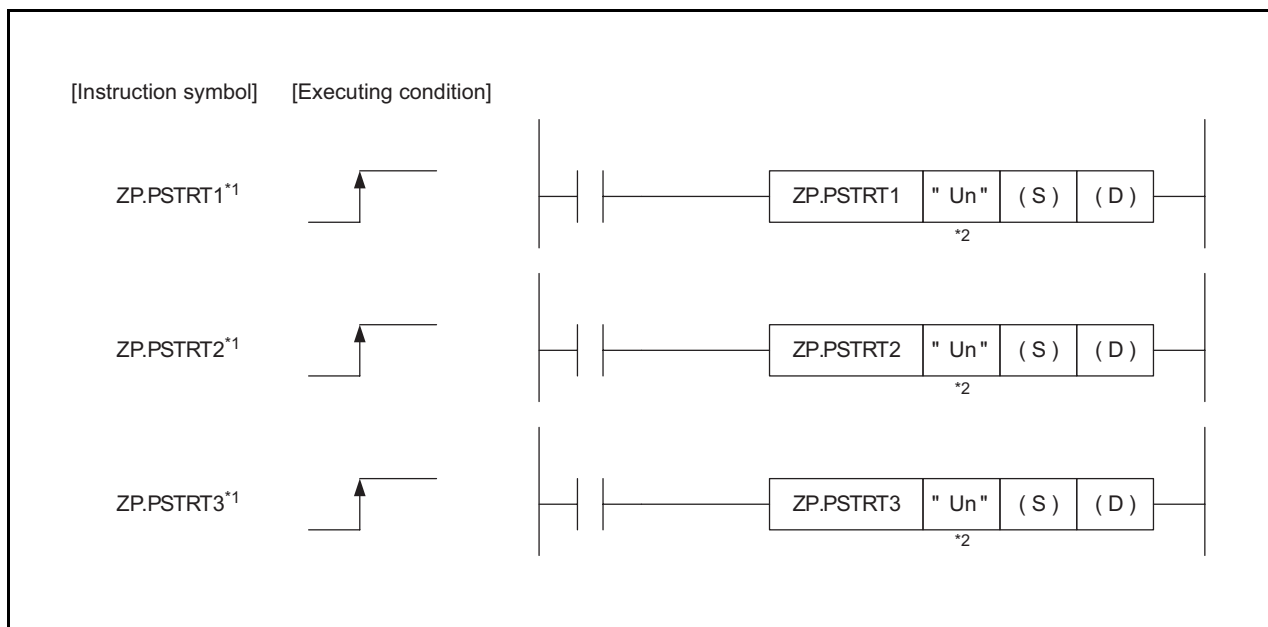 [Instruction symbol] [Executing condition]
ZP.PSTRT1*1 ZP.PSTRT1 " Un" ( S ) ( D )
*2
ZP.PSTRT2*1 ZP.PSTRT2 " Un" ( S ) ( D )
*2
ZP.PSTRT3*1 ZP.PSTRT3 " Un" ( S ) ( D )
*2